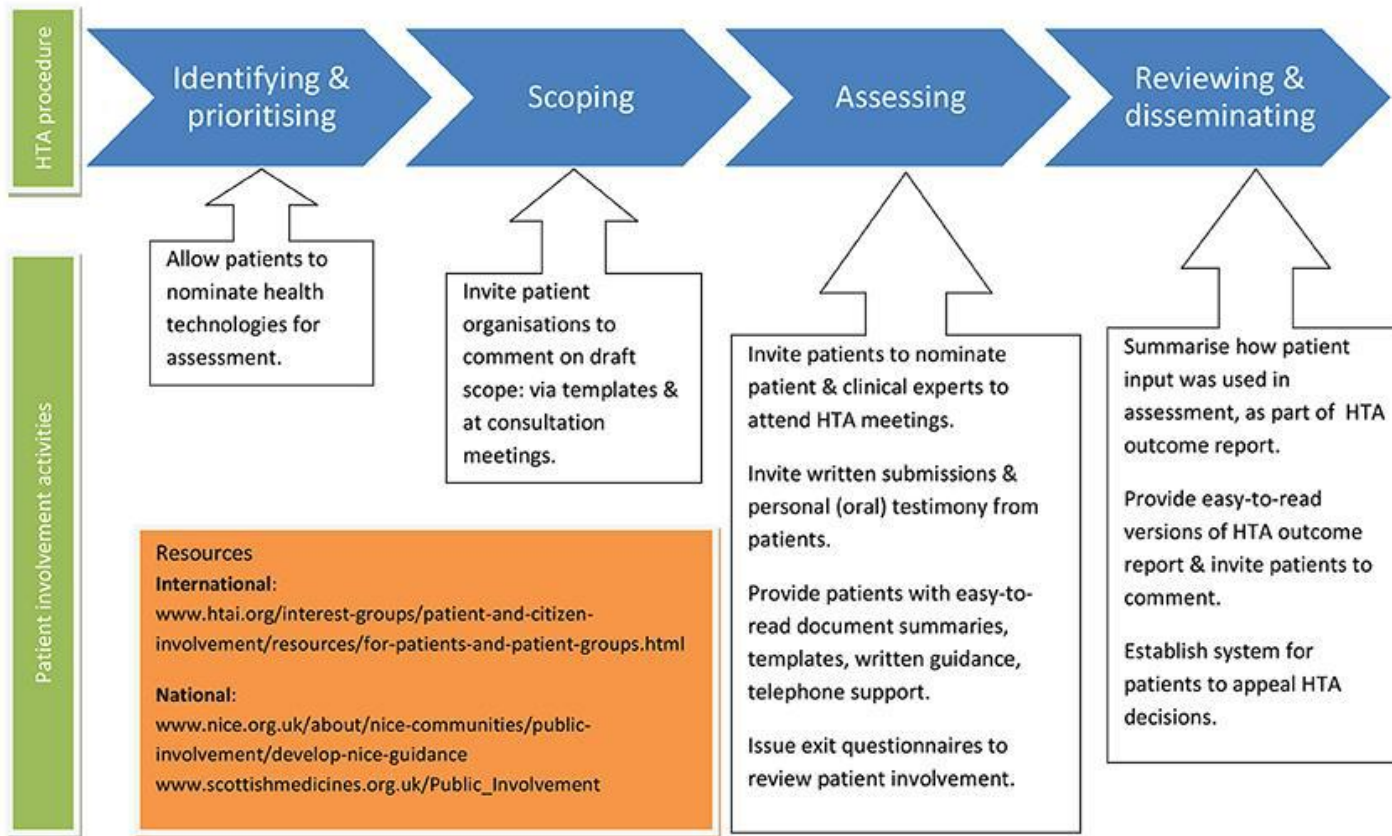 HTA procedure
Identifying &
prioritising
Scoping
Assessing
Reviewing &
disseminating
Patient involvement activities
Allow patients to
nominate health
technologies for
assessment.
Invite patient
organisations to
comment on draft
scope: via templates &
at consultation
meetings.
Invite patients to nominate
patient & clinical experts to
attend HTA meetings.
Invite written submissions &
personal (oral) testimony from
patients.
Provide patients with easy-to-
read document summaries,
templates, written guidance,
telephone support.
Issue exit questionnaires to
review patient involvement.
Summarise how patient
input was used in
assessment, as part of HTA
outcome report.
Provide easy-to-read
versions of HTA outcome
report & invite patients to
comment.
Establish system for
patients to appeal HTA
decisions.
Resources
International:
www.htai.org/interest-groups/patient-and-citizen-
involvement/resources/for-patients-and-patient-groups.html
National:
www.nice.org.uk/about/nice-communities/public-
involvement/develop-nice-guidance
www.scottishmedicines.org.uk/Public_Involvement